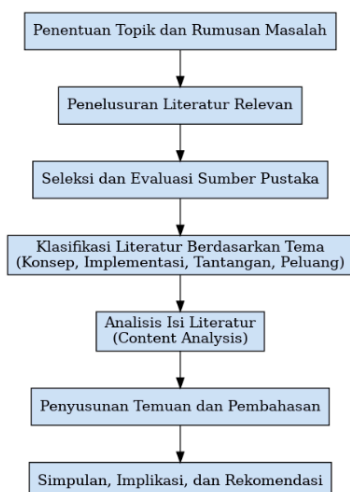 Penentuan Topik dan Rumusan Masalah
Penelusuran Literatur Relevan
Seleksi dan Evaluasi Sumber Pustaka
Klasifikasi Literatur Berdasarkan Tema
(Konsep, Implementasi, Tantangan, Peluang)
Analisis Isi Literatur
(Content Analysis)
Penyusunan Temuan dan Pembahasan
Simpulan, Implikasi, dan Rekomendasi